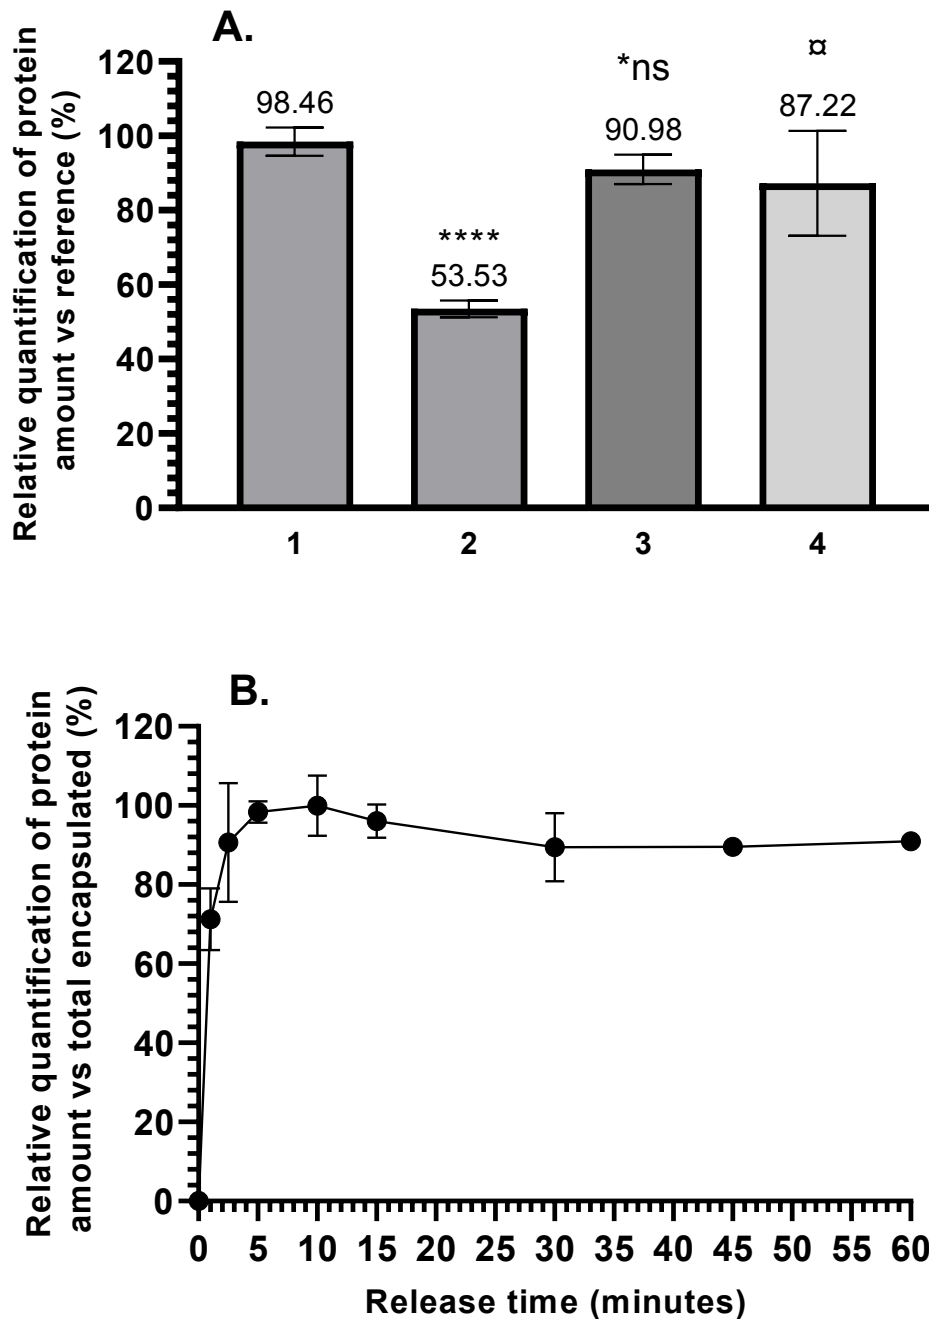 A.
Relative quantification of protein
amount vs reference (%)
120
100
80
60
40
20
0
98.46
****
53.53
*ns
90.98
¤
87.22
1 2 3 4
B.
Relative quantification of protein
amount vs total encapsulated (%)
120
100
80
60
40
20
0
0 5 10 15 20 25 30 35 40 45 50 55 60
Release time (minutes)